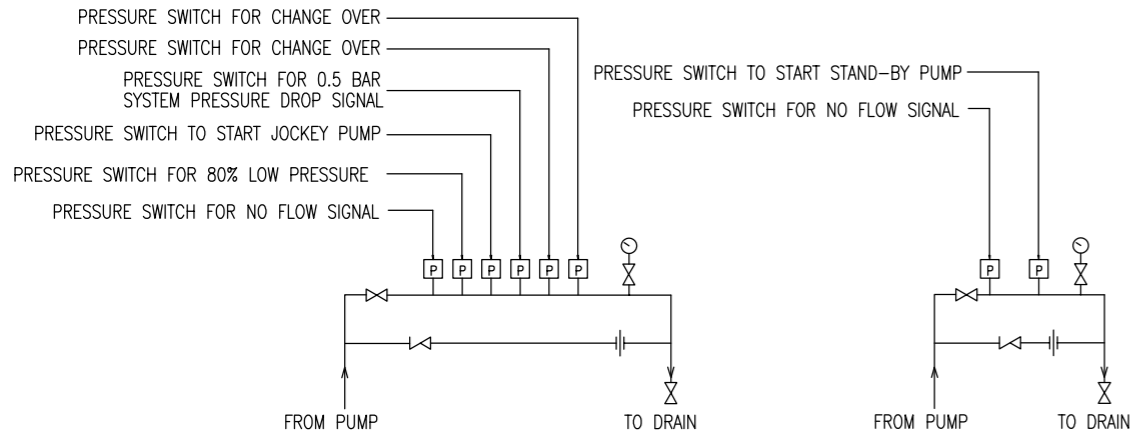 PRESSURE SWITCH FOR CHANGE OVER
PRESSURE SWITCH FOR CHANGE OVER
PRESSURE SWITCH FOR 0.5 BAR
SYSTEM PRESSURE DROP SIGNAL
PRESSURE SWITCH TO START JOCKEY PUMP
PRESSURE SWITCH FOR 80% LOW PRESSURE
PRESSURE SWITCH FOR NO FLOW SIGNAL
P P P P P P
FROM PUMP
TO DRAIN
PRESSURE SWITCH TO START STAND-BY PUMP
PRESSURE SWITCH FOR NO FLOW SIGNAL
P P
FROM PUMP
TO DRAIN